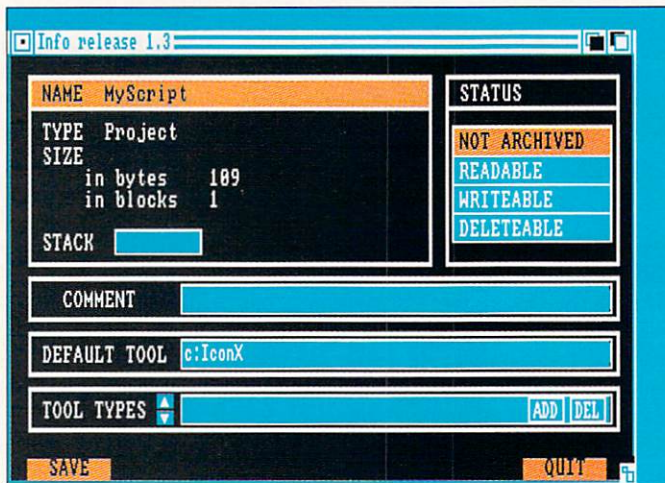 Info release 1.3
NAME MyScript
TYPE Project
SIZE
in bytes 109
in blocks 1
STACK
STATUS
NOT ARCHIVED
READABLE
WRITEABLE
DELETEABLE
COMMENT
DEFAULT TOOL c:IconX
TOOL TYPES ADD DEL
SAVE QUIT